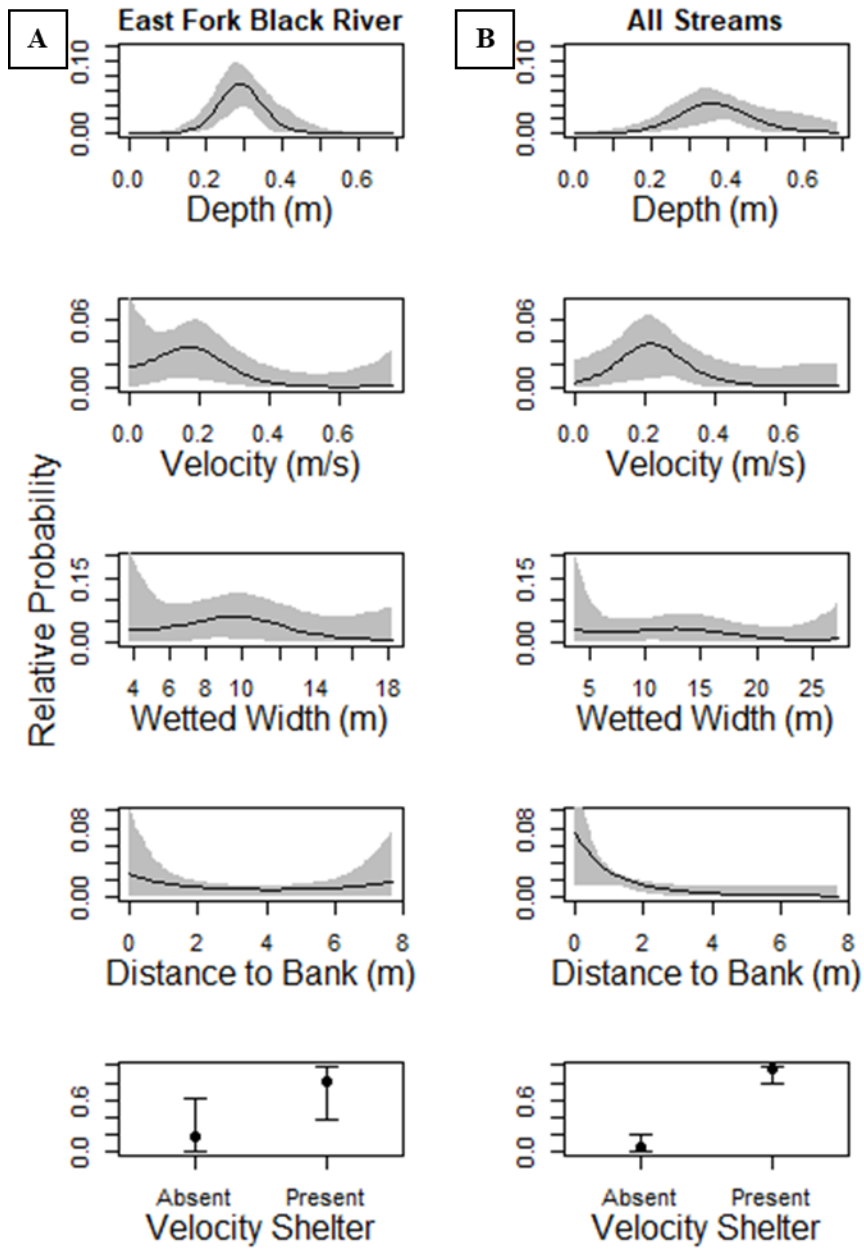 A East Fork Black River B All Streams
0.10 0.00 0.10 0.00
0.0 0.2 0.4 0.6 0.0 0.2 0.4 0.6
Depth (m) Depth (m)
0.06 0.00 0.06 0.00
0.0 0.2 0.4 0.6 0.0 0.2 0.4 0.6
Velocity (m/s) Velocity (m/s)
Relative Probability
0.15 0.00 0.15 0.00
4 6 8 10 14 18 5 10 15 20 25
Wetted Width (m) Wetted Width (m)
0.08 0.00 0.08 0.00
0 2 4 6 8 0 2 4 6 8
Distance to Bank (m) Distance to Bank (m)
0.6 0.0 0.6 0.0
Absent Present Absent Present
Velocity Shelter Velocity Shelter